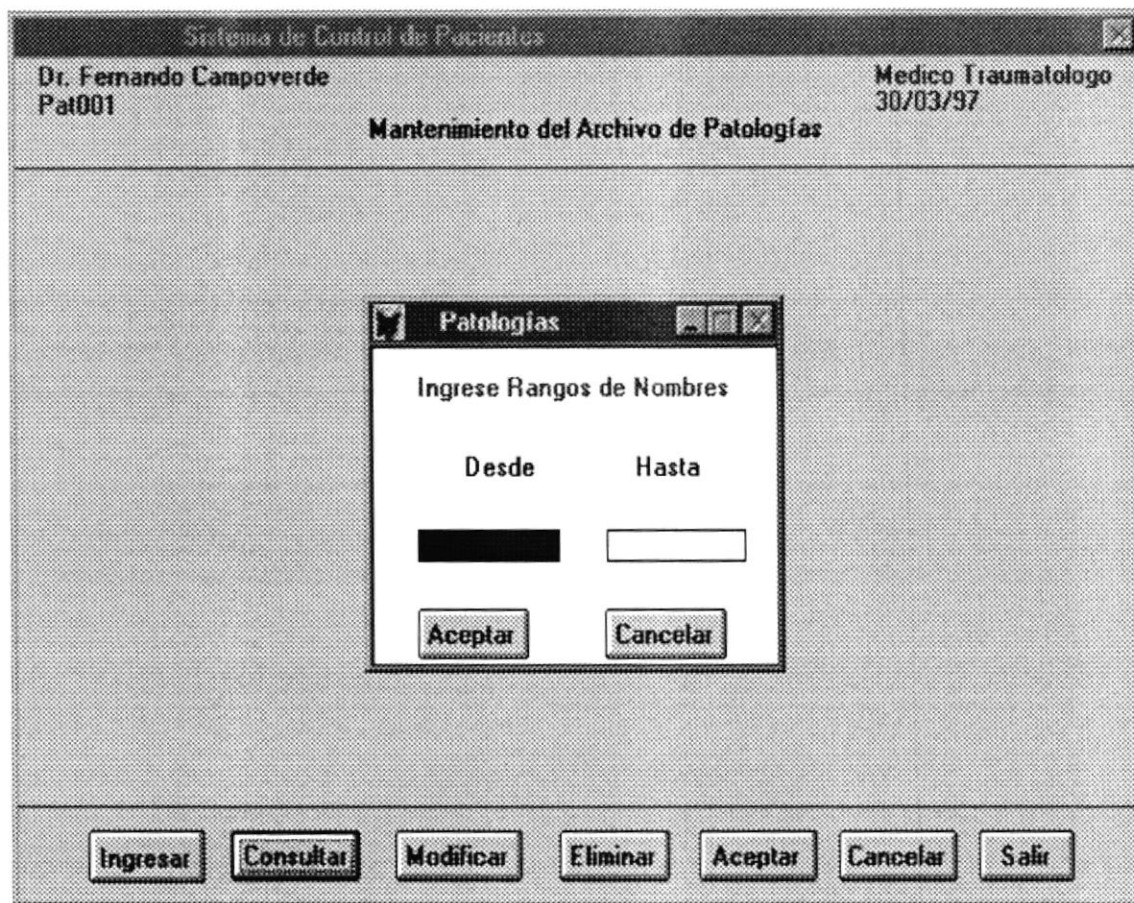 Sistema de Control de Pacientes
Dr. Fernando Campoverde
Medico Traumatologo
Pat001
30/03/97
Mantenimiento del Archivo de Patologías
Patologías
Ingrese Rangos de Nombres
Desde Hasta
Aceptar Cancelar
Ingresar Consultar Modificar Eliminar Aceptar Cancelar Salir